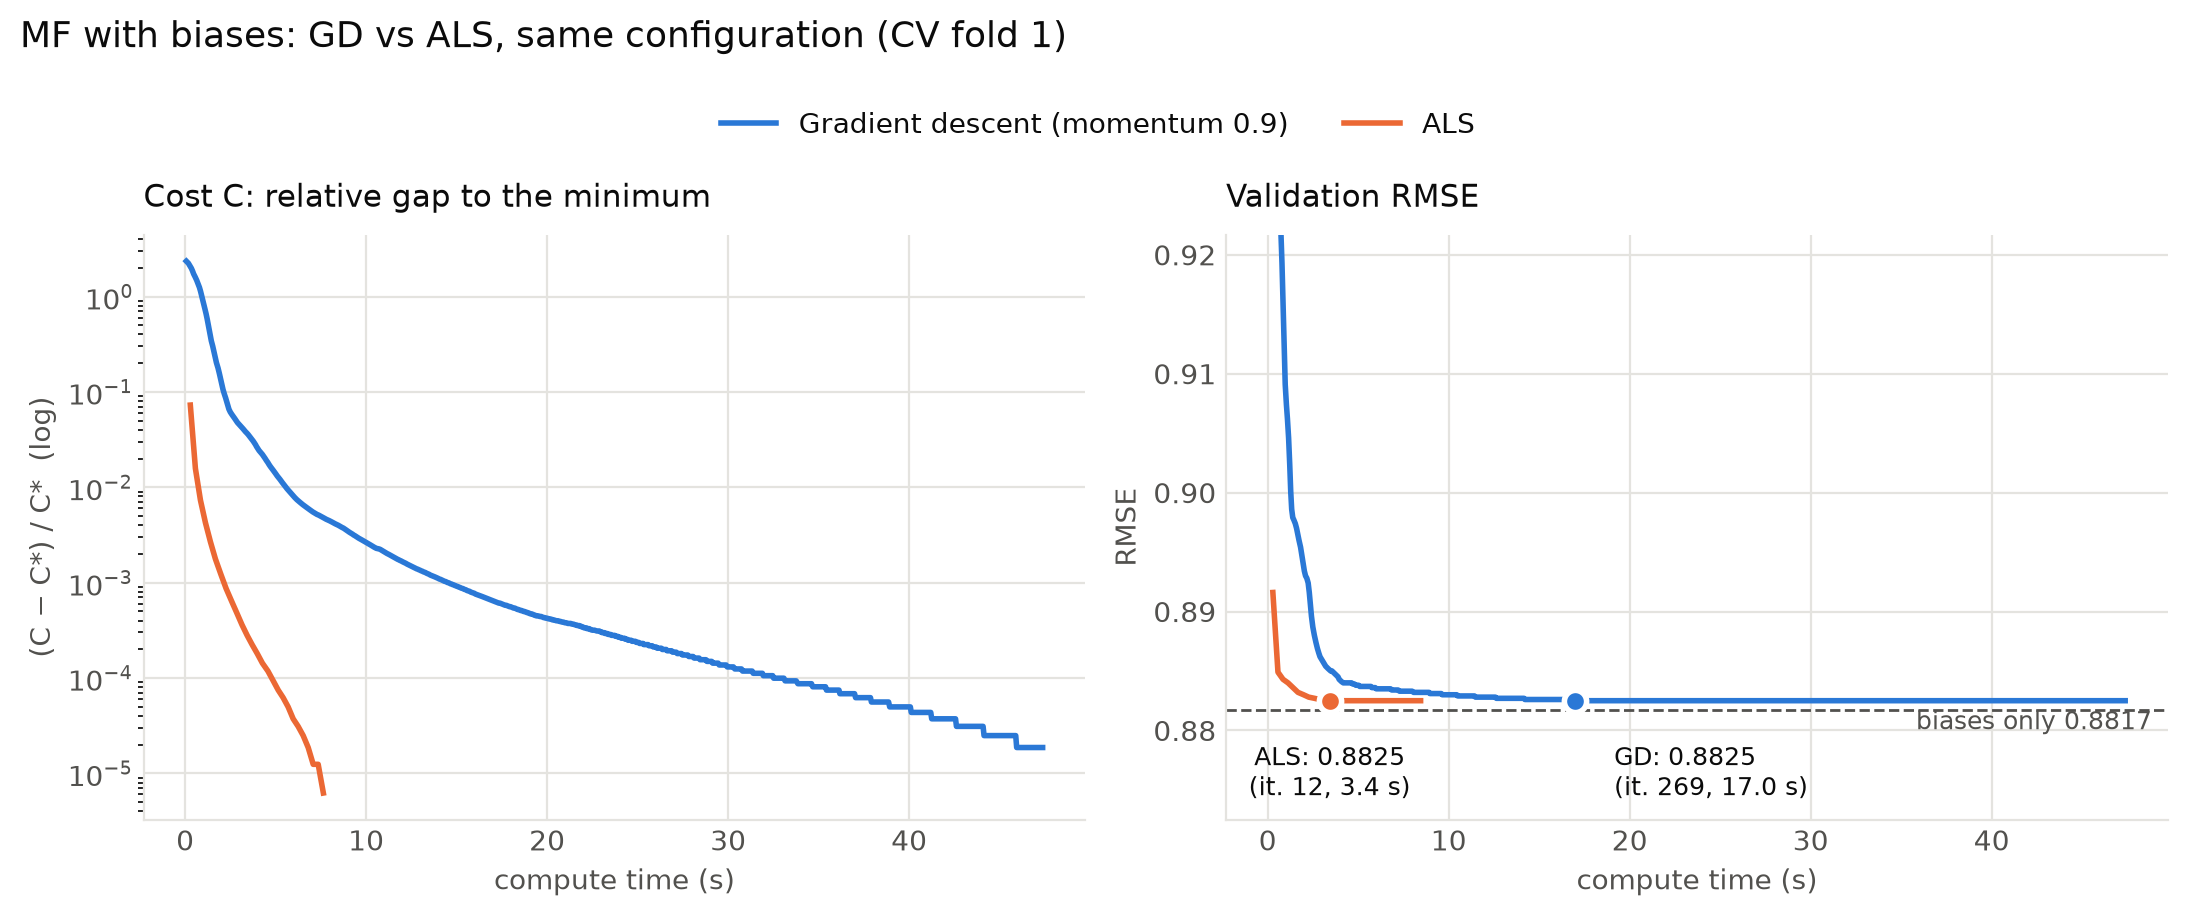 MF with biases: GD vs ALS, same configuration (CV fold 1)
Gradient descent (momentum 0.9)
ALS
Cost C: relative gap to the minimum
(C − C*) / C* (log)
10⁰
10⁻¹
10⁻²
10⁻³
10⁻⁴
10⁻⁵
0 10 20 30 40
compute time (s)
Validation RMSE
RMSE
0.92
0.91
0.90
0.89
0.88
biases only 0.8817
ALS: 0.8825
(it. 12, 3.4 s)
GD: 0.8825
(it. 269, 17.0 s)
0 10 20 30 40
compute time (s)